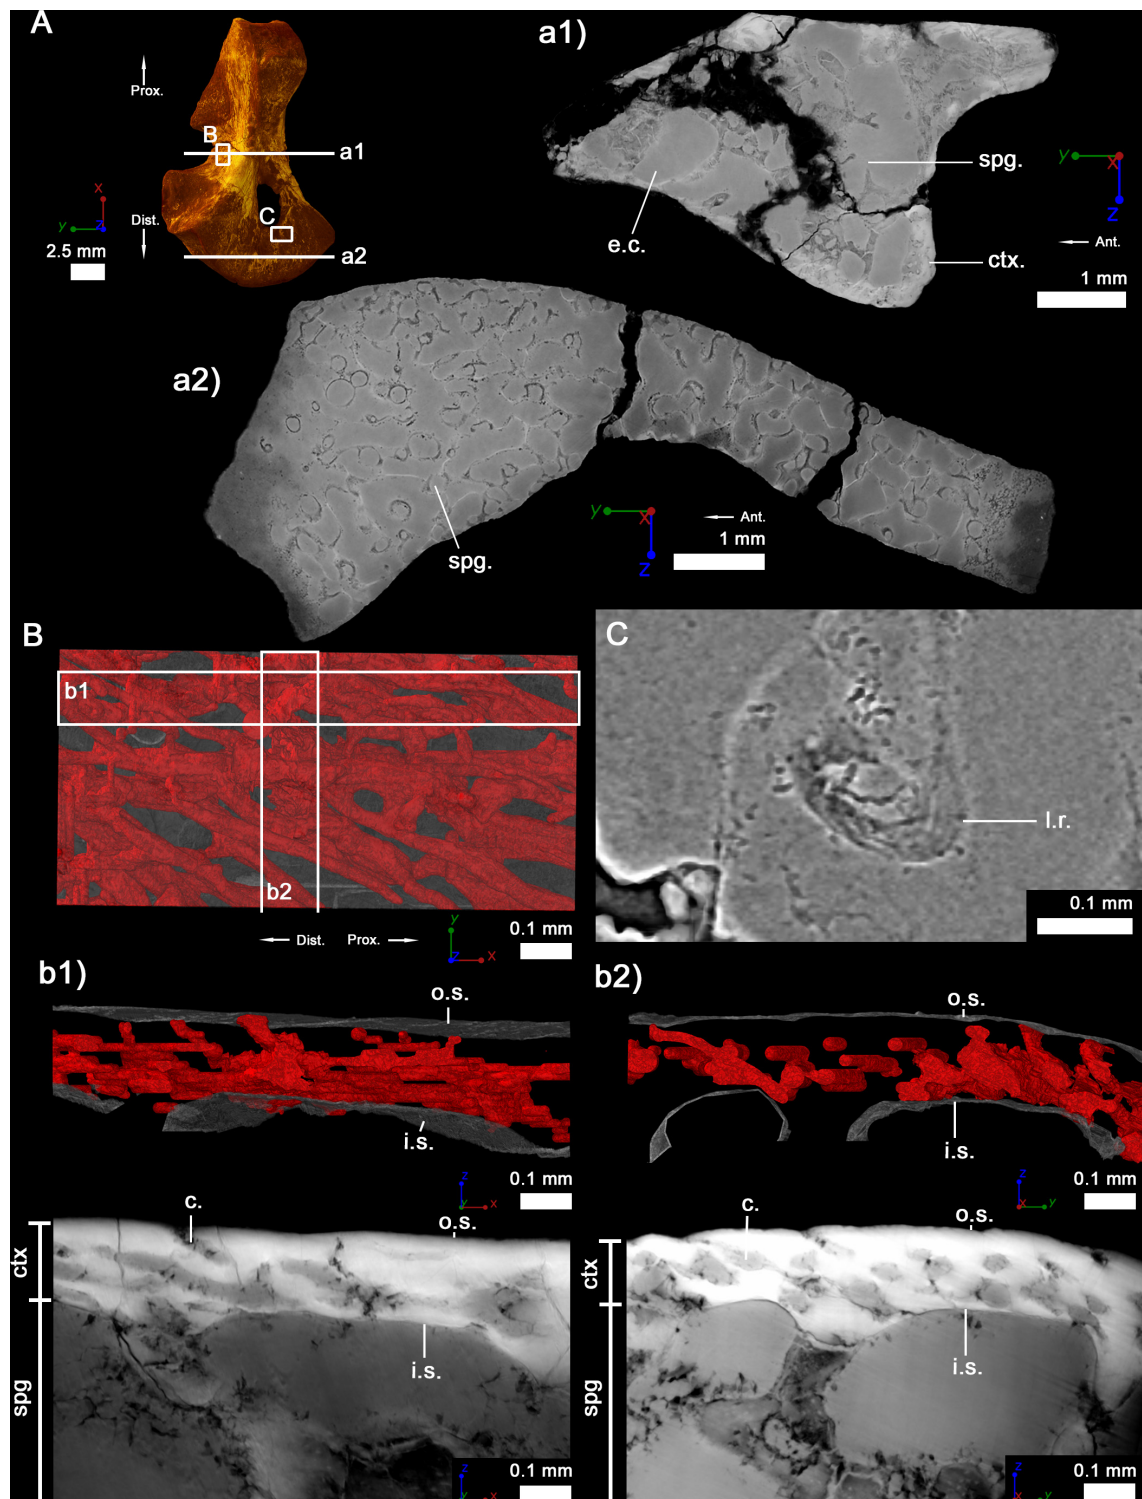 A
Prox.
B
a1
X
Y
Z
Dist.
C
2.5 mm
a2
a1)
spg.
Y
X
Z
e.c.
Ant.
ctx.
1 mm
a2)
Y
X
Z
Ant.
1 mm
spg.
B
b1
b2
0.1 mm
Dist. Prox.
Y
Z
X
C
l.r.
0.1 mm
b1)
o.s.
i.s.
Z
Y
X
0.1 mm
c.
o.s.
ctx
i.s.
spg
Z
Y
X
0.1 mm
b2)
o.s.
i.s.
Z
X
Y
0.1 mm
c.
o.s.
ctx
i.s.
spg
Z
X
Y
0.1 mm